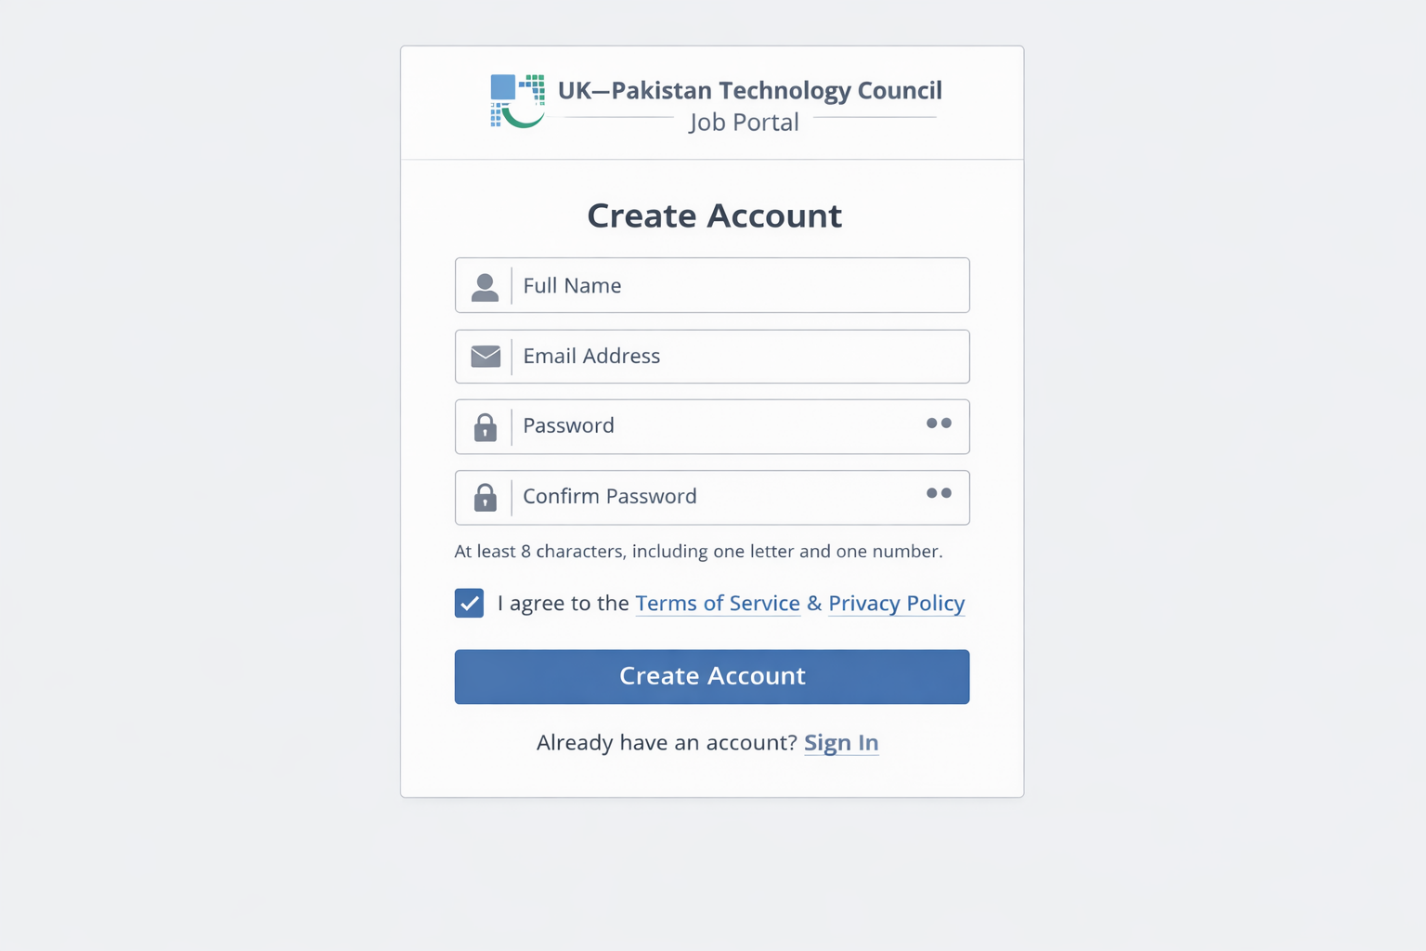 UK—Pakistan Technology Council
Job Portal
Create Account
Full Name
Email Address
Password
Confirm Password
At least 8 characters, including one letter and one number.
I agree to the Terms of Service & Privacy Policy
Create Account
Already have an account? Sign In